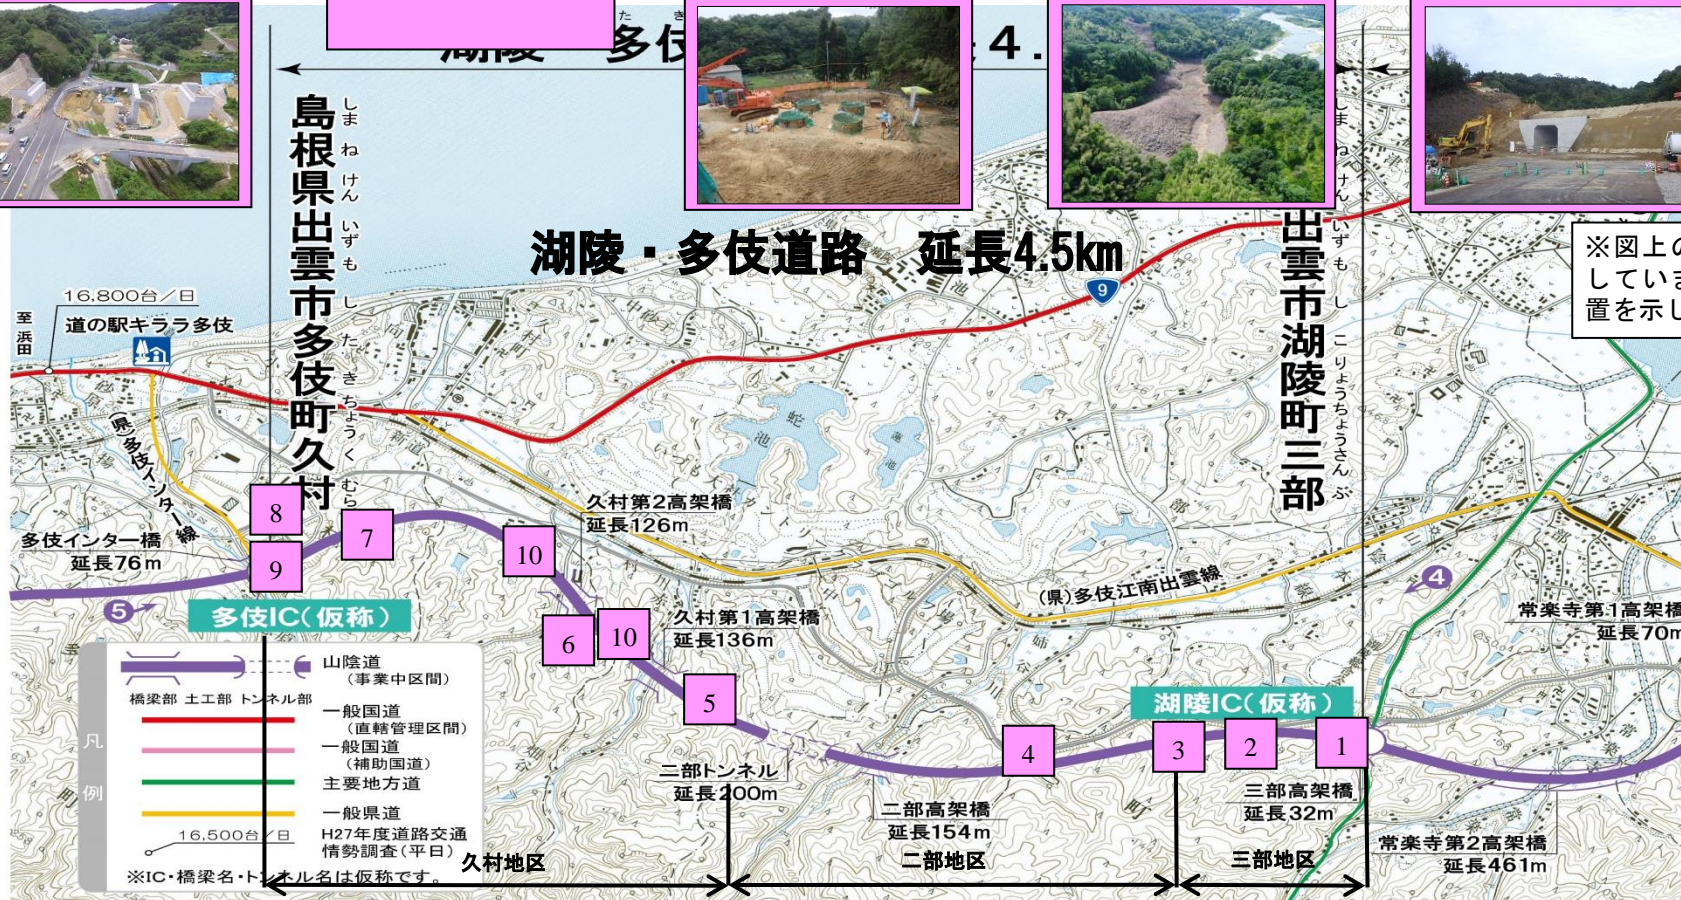 湖陵
多伎
4.
たき
しまねけんいずもしたきちょうくむら
島根県出雲市多伎町久村
しまねけんいずもしこりょうちょうさんぶ
出雲市湖陵町三部
湖陵・多伎道路 延長4.5km
9
※図上の
していま
置を示し
16,800台/日
至浜田
道の駅キララ多伎
(県)多伎インター線
多伎インター橋
延長76m
8
9
7
10
6
10
5
4
3
2
1
久村第2高架橋
延長126m
久村第1高架橋
延長136m
蛇池
(県)多伎江南出雲線
❹
❺
常楽寺第1高架橋
延長70m
多伎IC(仮称)
湖陵IC(仮称)
二部トンネル
延長200m
二部高架橋
延長154m
三部高架橋
延長32m
常楽寺第2高架橋
延長461m
凡例
山陰道
(事業中区間)
橋梁部 土工部 トンネル部
一般国道
(直轄管理区間)
一般国道
(補助国道)
主要地方道
一般県道
16,500台/日
H27年度道路交通
情勢調査(平日)
※IC・橋梁名・トンネル名は仮称です。
久村地区
二部地区
三部地区